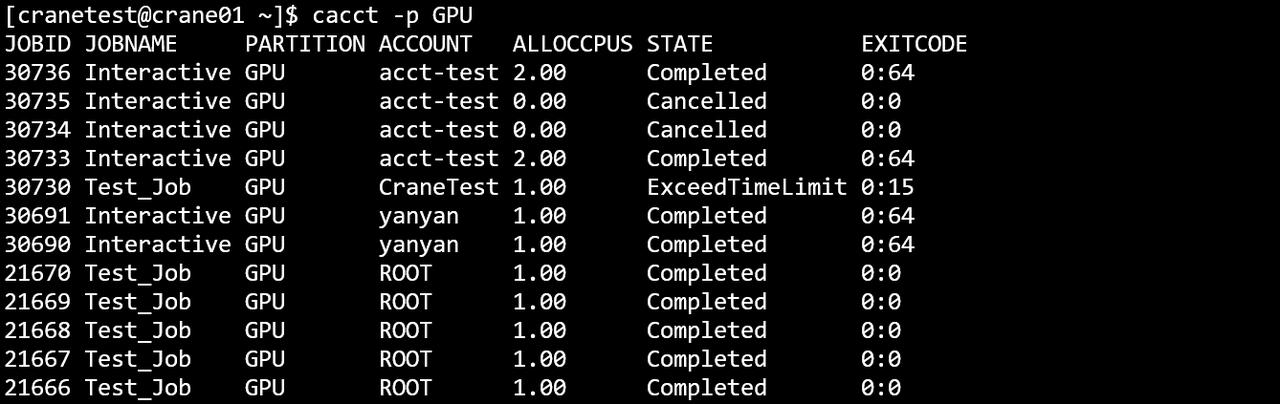 [cranetest@crane01 ~]$ cacct -p GPU
JOBID JOBNAME     PARTITION ACCOUNT   ALLOCCPUS STATE           EXITCODE
30736 Interactive GPU       acct-test 2.00      Completed       0:64
30735 Interactive GPU       acct-test 0.00      Cancelled       0:0
30734 Interactive GPU       acct-test 0.00      Cancelled       0:0
30733 Interactive GPU       acct-test 2.00      Completed       0:64
30730 Test_Job    GPU       CraneTest 1.00      ExceedTimeLimit 0:15
30691 Interactive GPU       yanyan    1.00      Completed       0:64
30690 Interactive GPU       yanyan    1.00      Completed       0:64
21670 Test_Job    GPU       ROOT      1.00      Completed       0:0
21669 Test_Job    GPU       ROOT      1.00      Completed       0:0
21668 Test_Job    GPU       ROOT      1.00      Completed       0:0
21667 Test_Job    GPU       ROOT      1.00      Completed       0:0
21666 Test_Job    GPU       ROOT      1.00      Completed       0:0